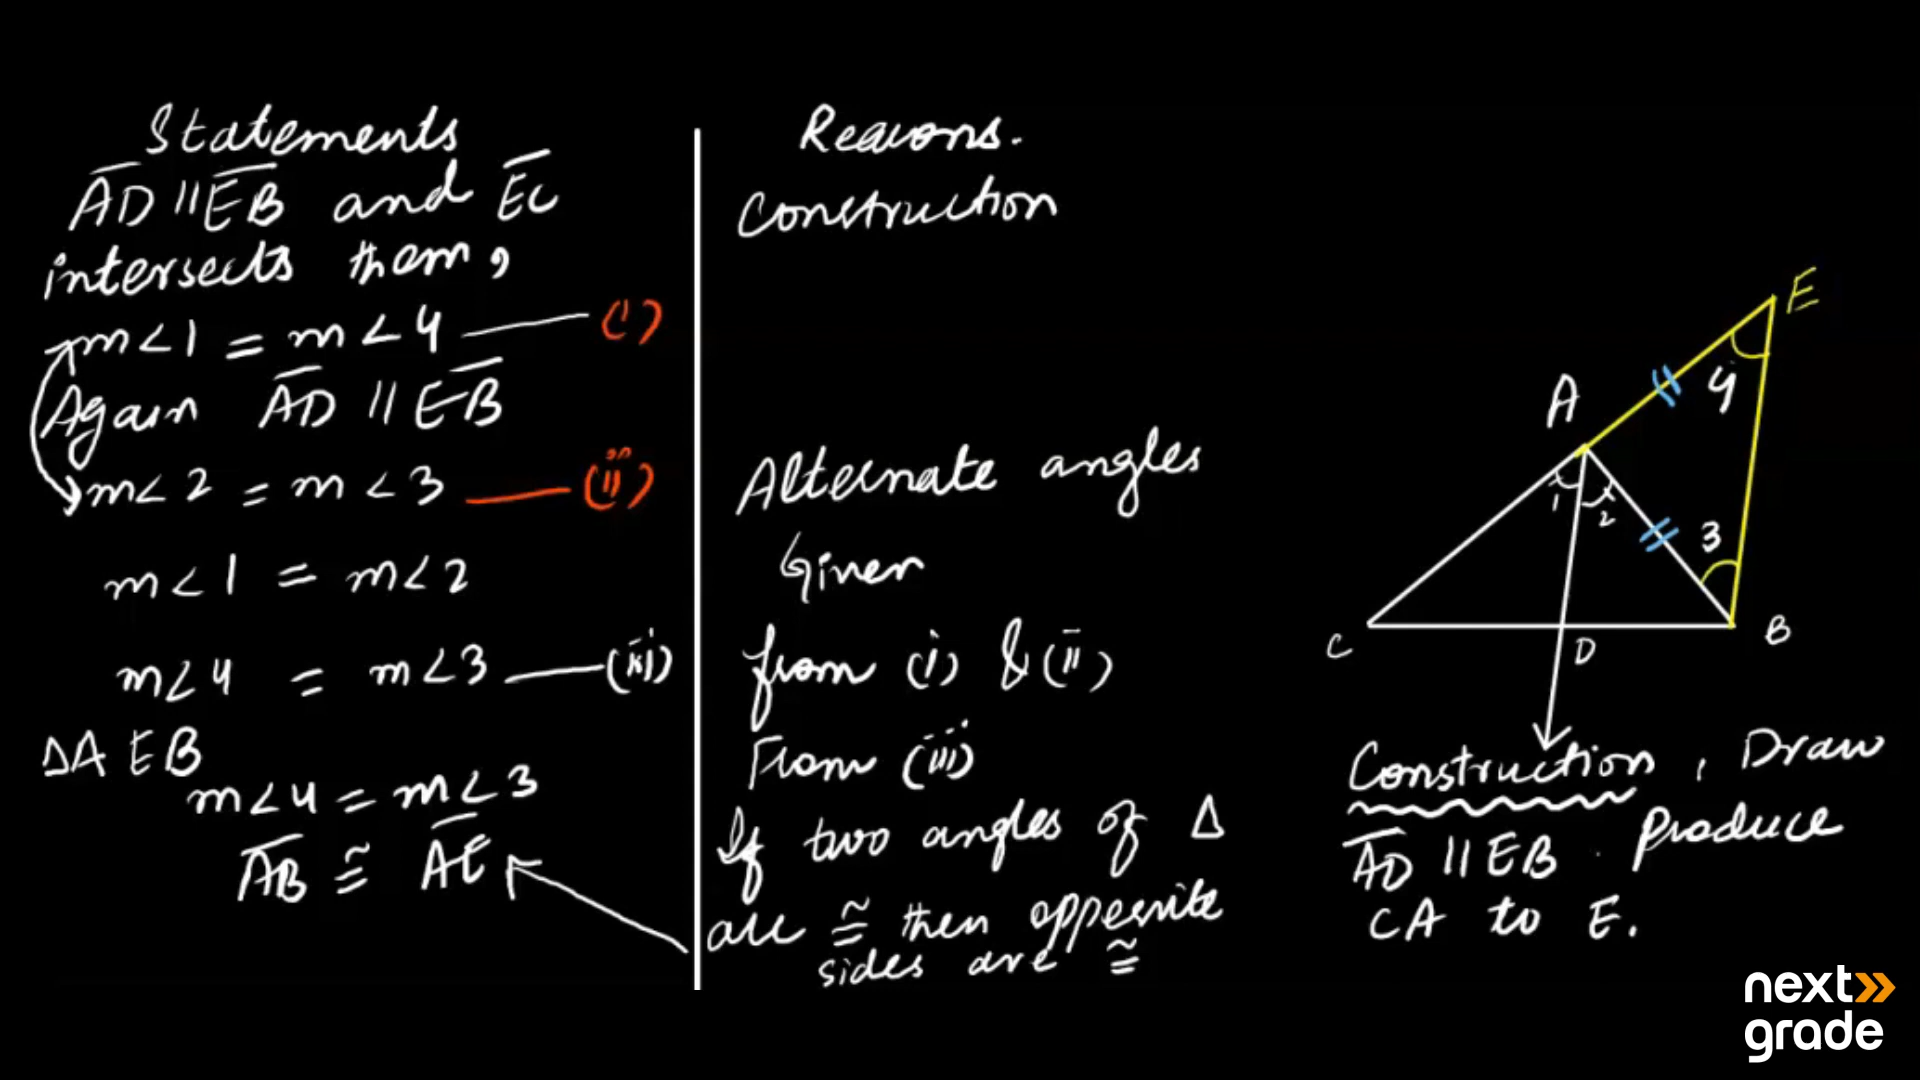 Statements
AD || EB and EC
intersects them,
m<1 = m<4 —— (i)
Again AD || EB
m<2 = m<3 —— (ii)
m<1 = m<2
m<4 = m<3 —— (iii)
ΔAEB
m<4 = m<3
AB ≅ AE
Reasons.
Construction
Alternate angles
Given
from (i) & (ii)
From (iii)
If two angles of Δ
are ≅ then opposite
sides are ≅
E
4
A
1
2
3
C
D
B
Construction, Draw
AD || EB. Produce
CA to E.
next»
grade